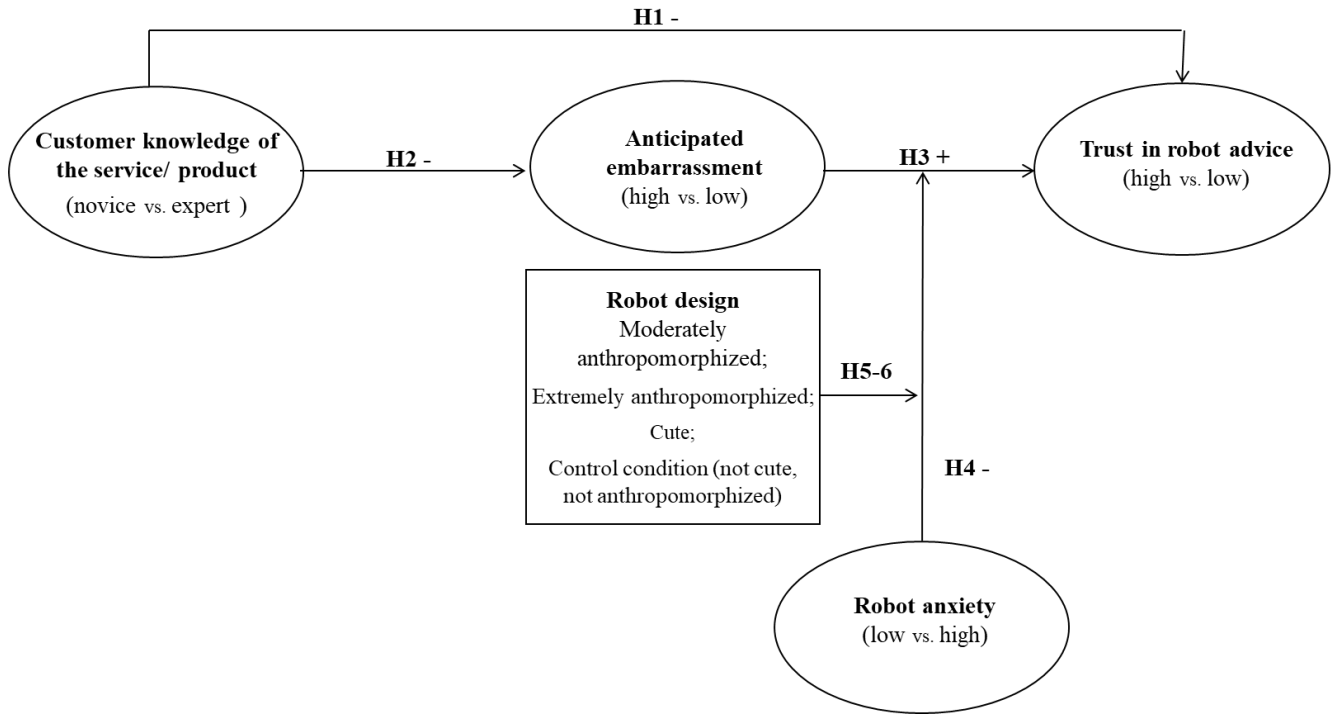 H1 -
Customer knowledge of
the service/ product
(novice vs. expert )
H2 -
Anticipated
embarrassment
(high vs. low)
H3 +
Trust in robot advice
(high vs. low)
Robot design
Moderately
anthropomorphized;
Extremely anthropomorphized;
Cute;
Control condition (not cute,
not anthropomorphized)
H5-6
H4 -
Robot anxiety
(low vs. high)